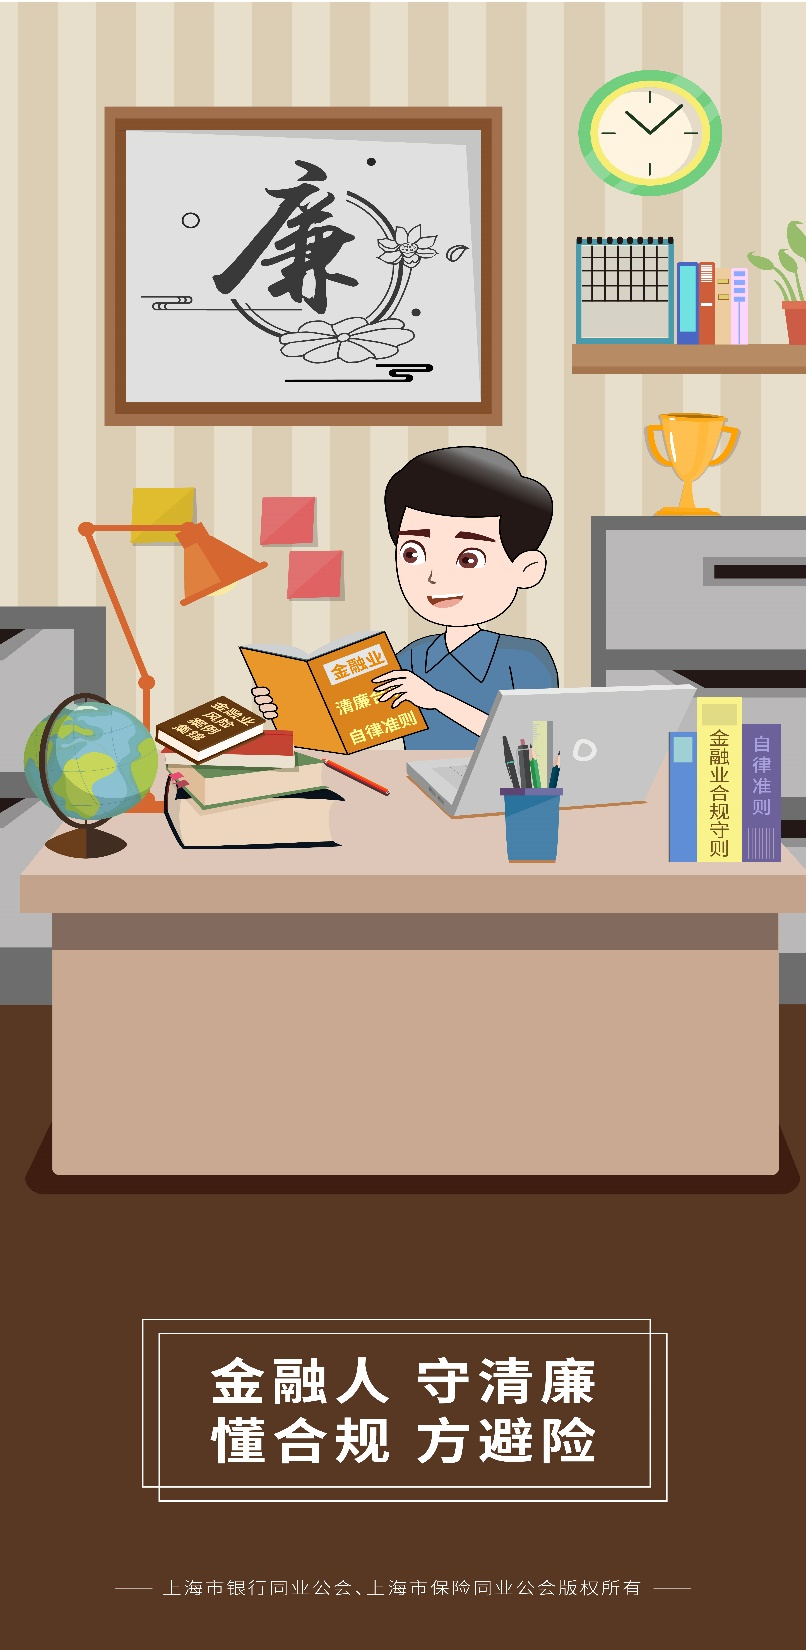 廉
金融业
清廉合
自律准则
金融业
风险
案例
集锦
金融业合规守则
自律准则
金融人 守清廉
懂合规 方避险
上海市银行同业公会、上海市保险同业公会版权所有